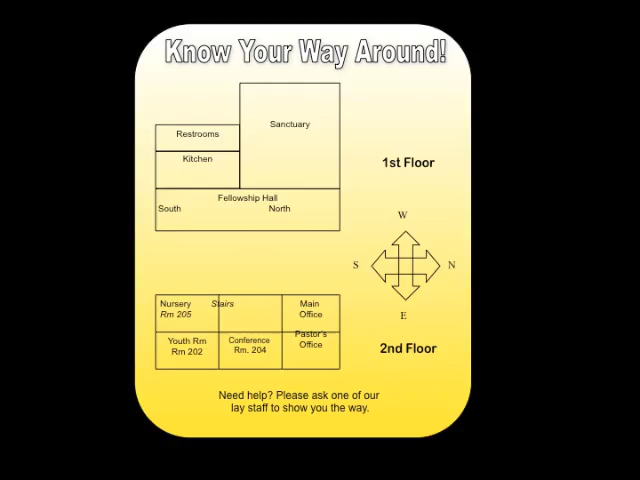 Know Your Way Around!
Sanctuary
Restrooms
Kitchen
1st Floor
Fellowship Hall
South North
W
S N
E
Nursery Stairs Main
Rm 205 Office
Pastor's
Youth Rm Conference Office
Rm 202 Rm. 204
2nd Floor
Need help? Please ask one of our
lay staff to show you the way.